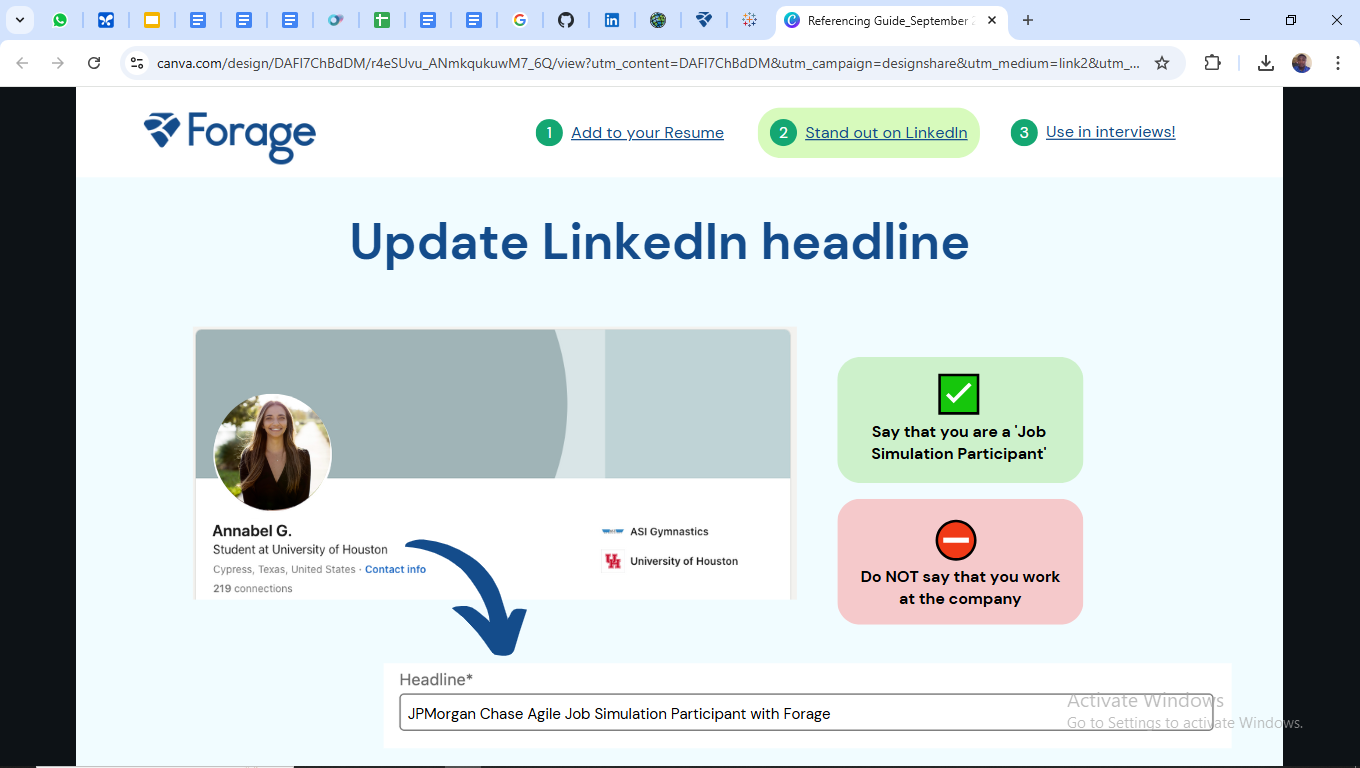 Referencing Guide_September 2
canva.com/design/DAFI7ChBdDM/r4eSUvu_ANmkqukuwM7_6Q/view?utm_content=DAFI7ChBdDM&utm_campaign=designshare&utm_medium=link2&utm_...
Forage
1 Add to your Resume
2 Stand out on LinkedIn
3 Use in interviews!
Update LinkedIn headline
Say that you are a 'Job
Simulation Participant'
Annabel G.
Student at University of Houston
Cypress, Texas, United States · Contact info
219 connections
ASI Gymnastics
University of Houston
Do NOT say that you work
at the company
Headline*
JPMorgan Chase Agile Job Simulation Participant with Forage
Activate Windows
Go to Settings to activate Windows.